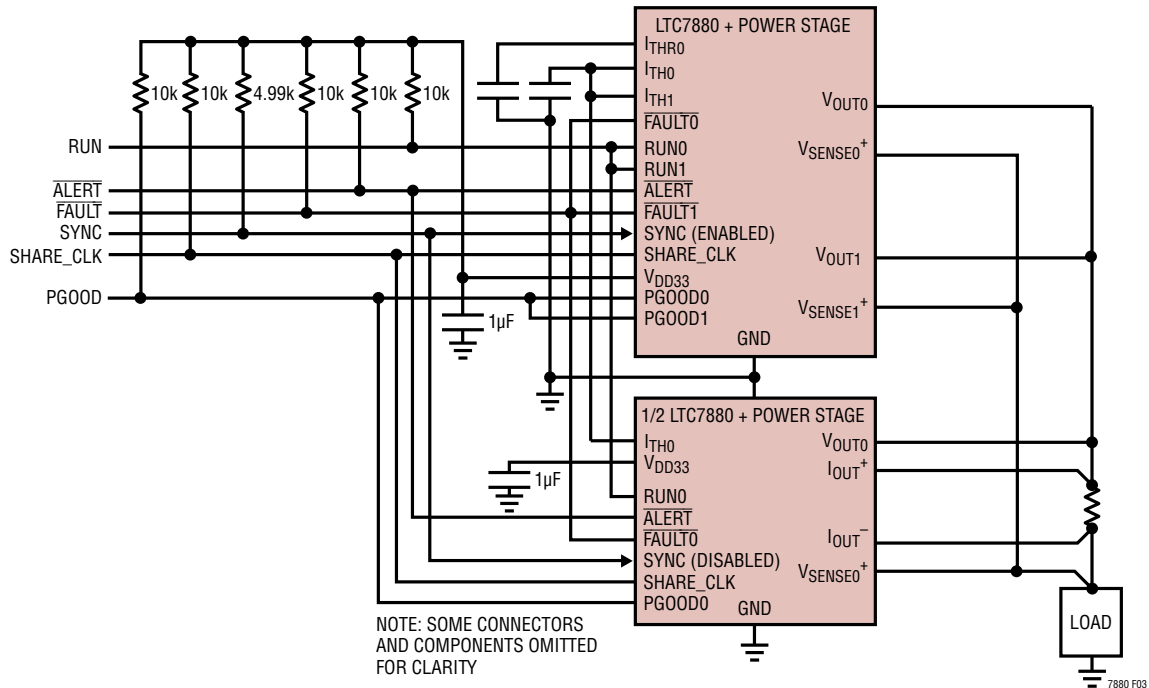 LTC7880 + POWER STAGE
ITHR0
ITH0
ITH1
FAULT0
RUN0
RUN1
ALERT
FAULT1
SYNC (ENABLED)
SHARE_CLK
VDD33
PGOOD0
PGOOD1
GND
VOUT0
VSENSE0+
VOUT1
VSENSE1+
10k
10k
4.99k
10k
10k
10k
RUN
ALERT
FAULT
SYNC
SHARE_CLK
PGOOD
1µF
1/2 LTC7880 + POWER STAGE
ITH0
VDD33
RUN0
ALERT
FAULT0
SYNC (DISABLED)
SHARE_CLK
PGOOD0
GND
VOUT0
IOUT+
IOUT–
VSENSE0+
1µF
LOAD
NOTE: SOME CONNECTORS
AND COMPONENTS OMITTED
FOR CLARITY
7880 F03